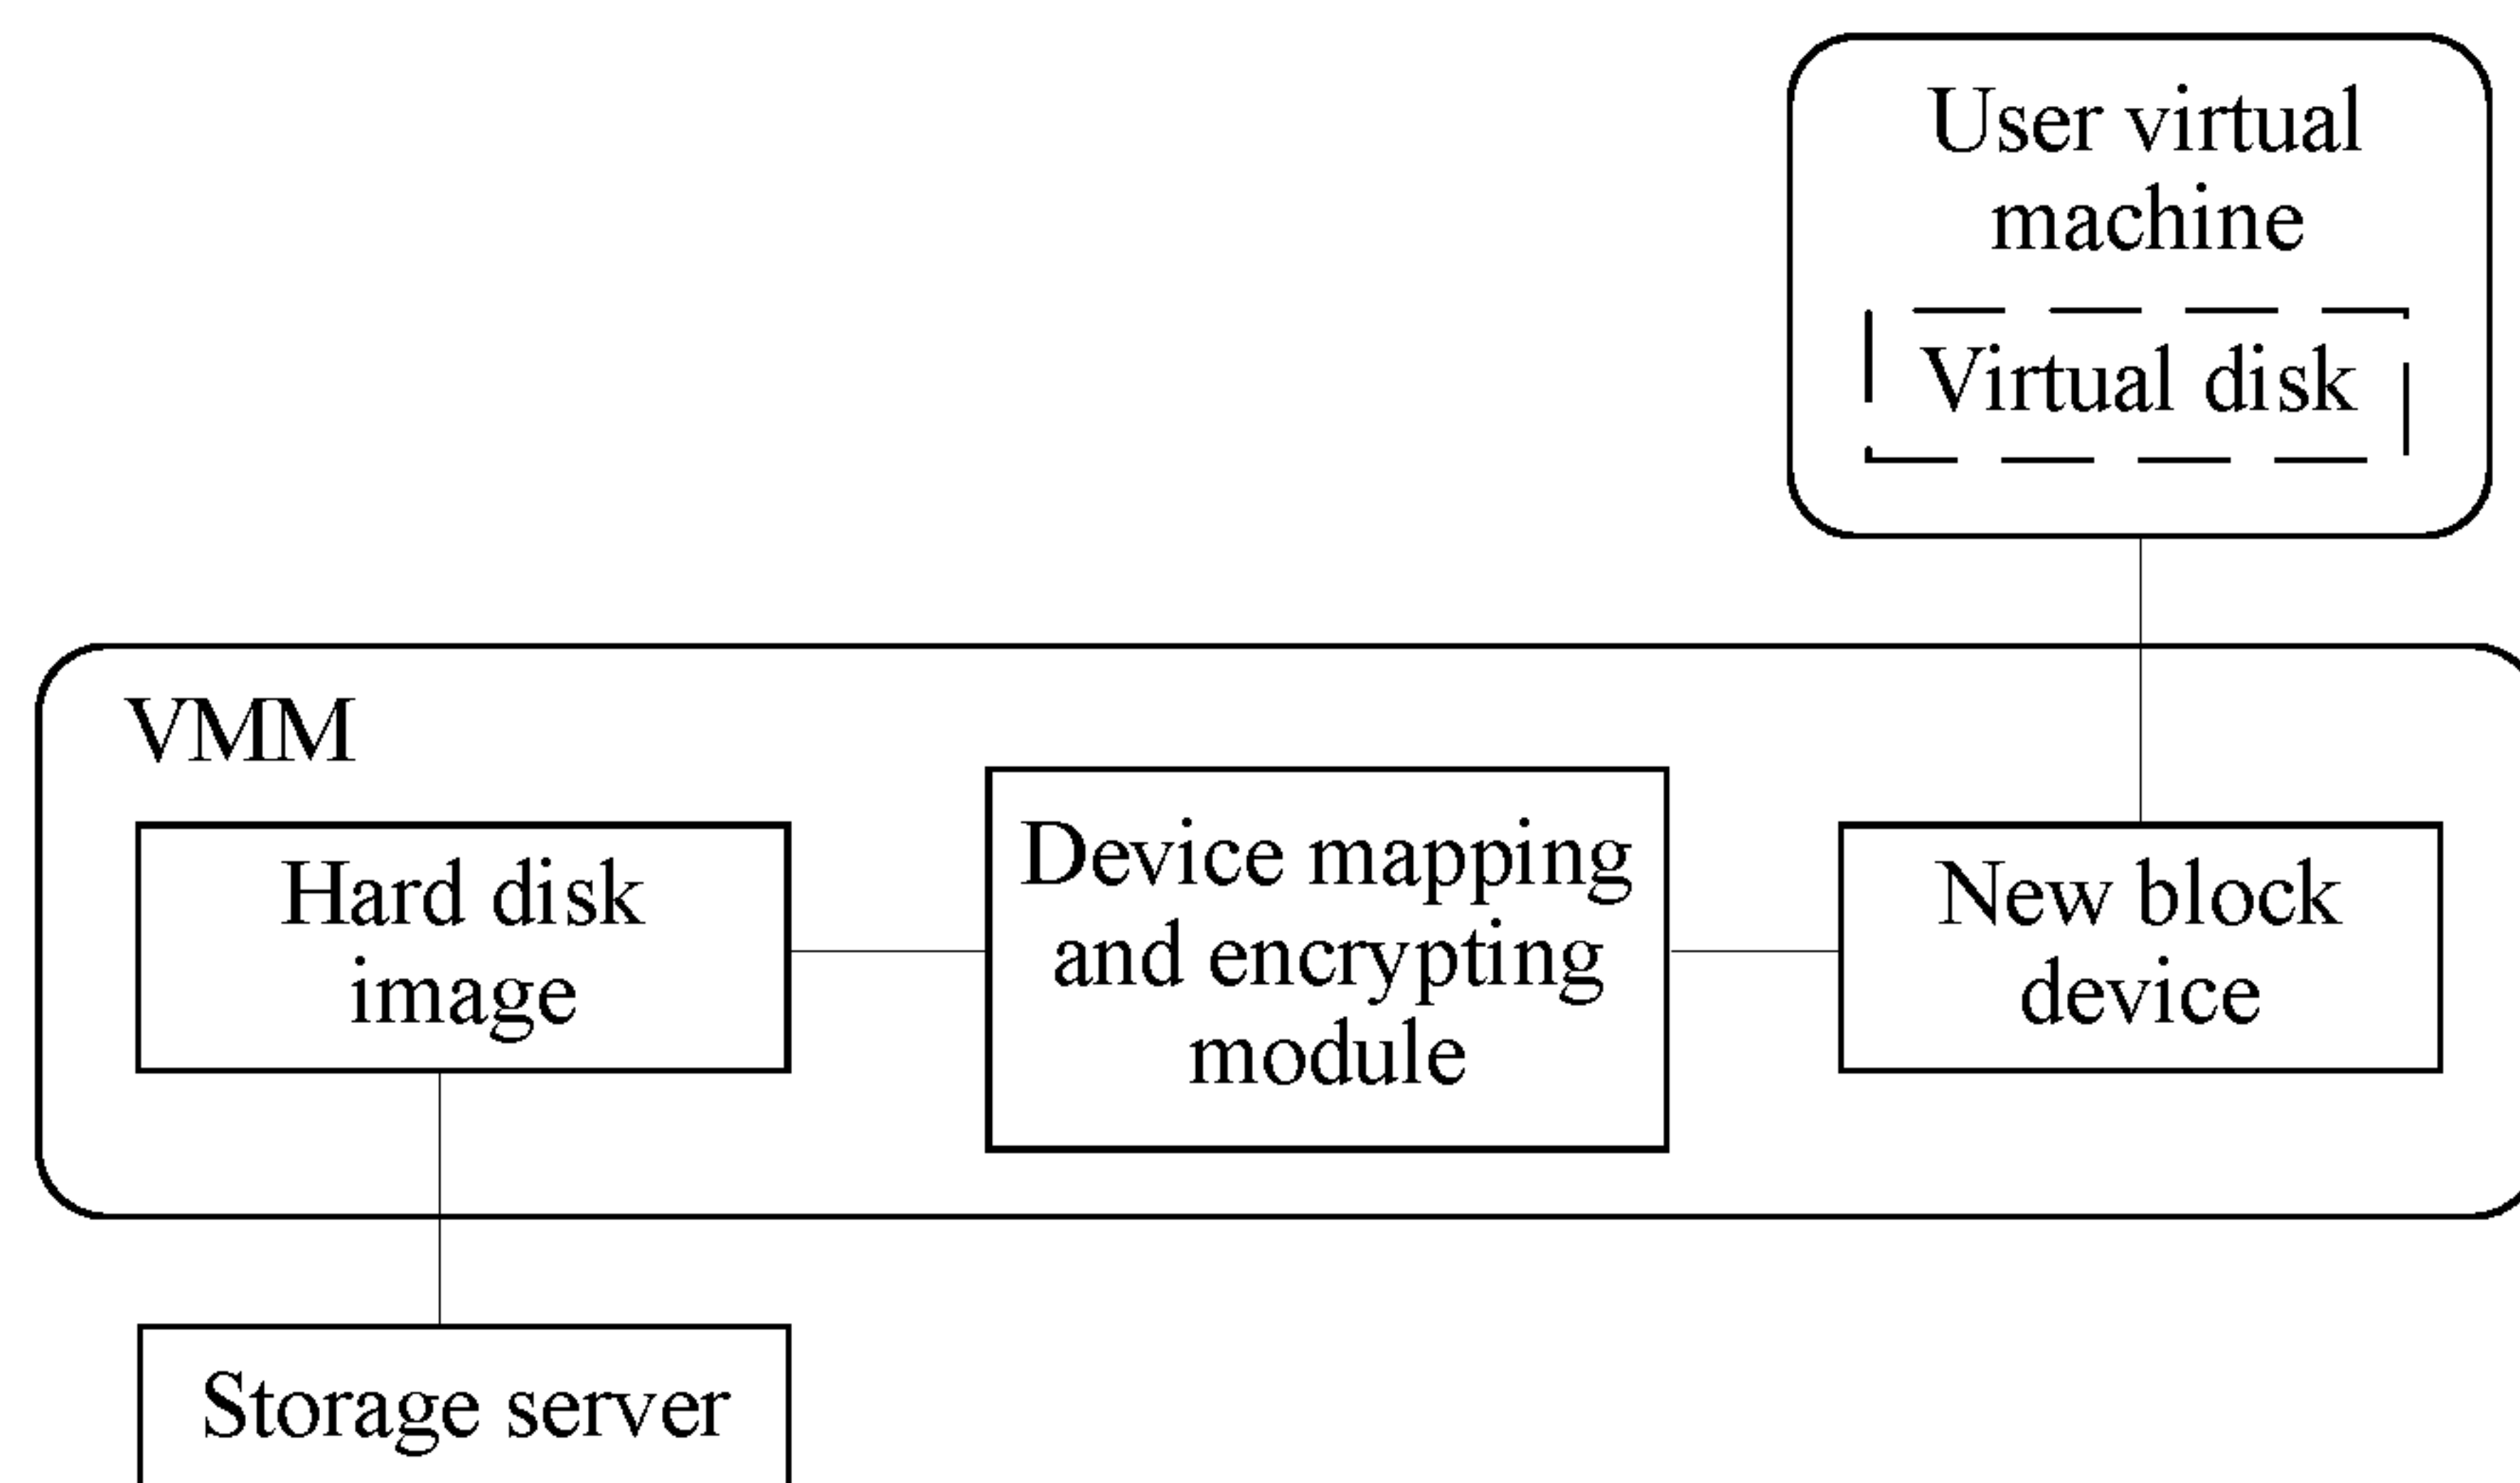 User virtual
machine
Virtual disk
VMM
Hard disk
image
Device mapping
and encrypting
module
New block
device
Storage server